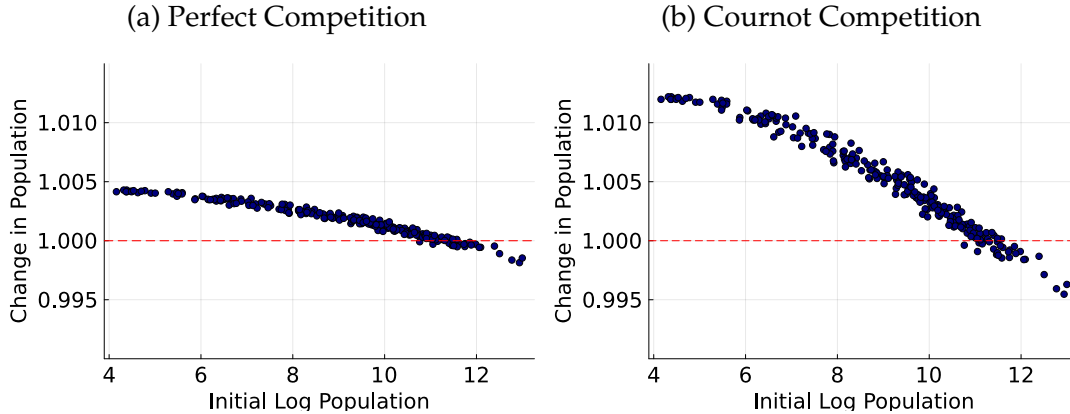 (a) Perfect Competition
Change in Population
1.010
1.005
1.000
0.995
4 6 8 10 12
Initial Log Population
(b) Cournot Competition
Change in Population
1.010
1.005
1.000
0.995
4 6 8 10 12
Initial Log Population